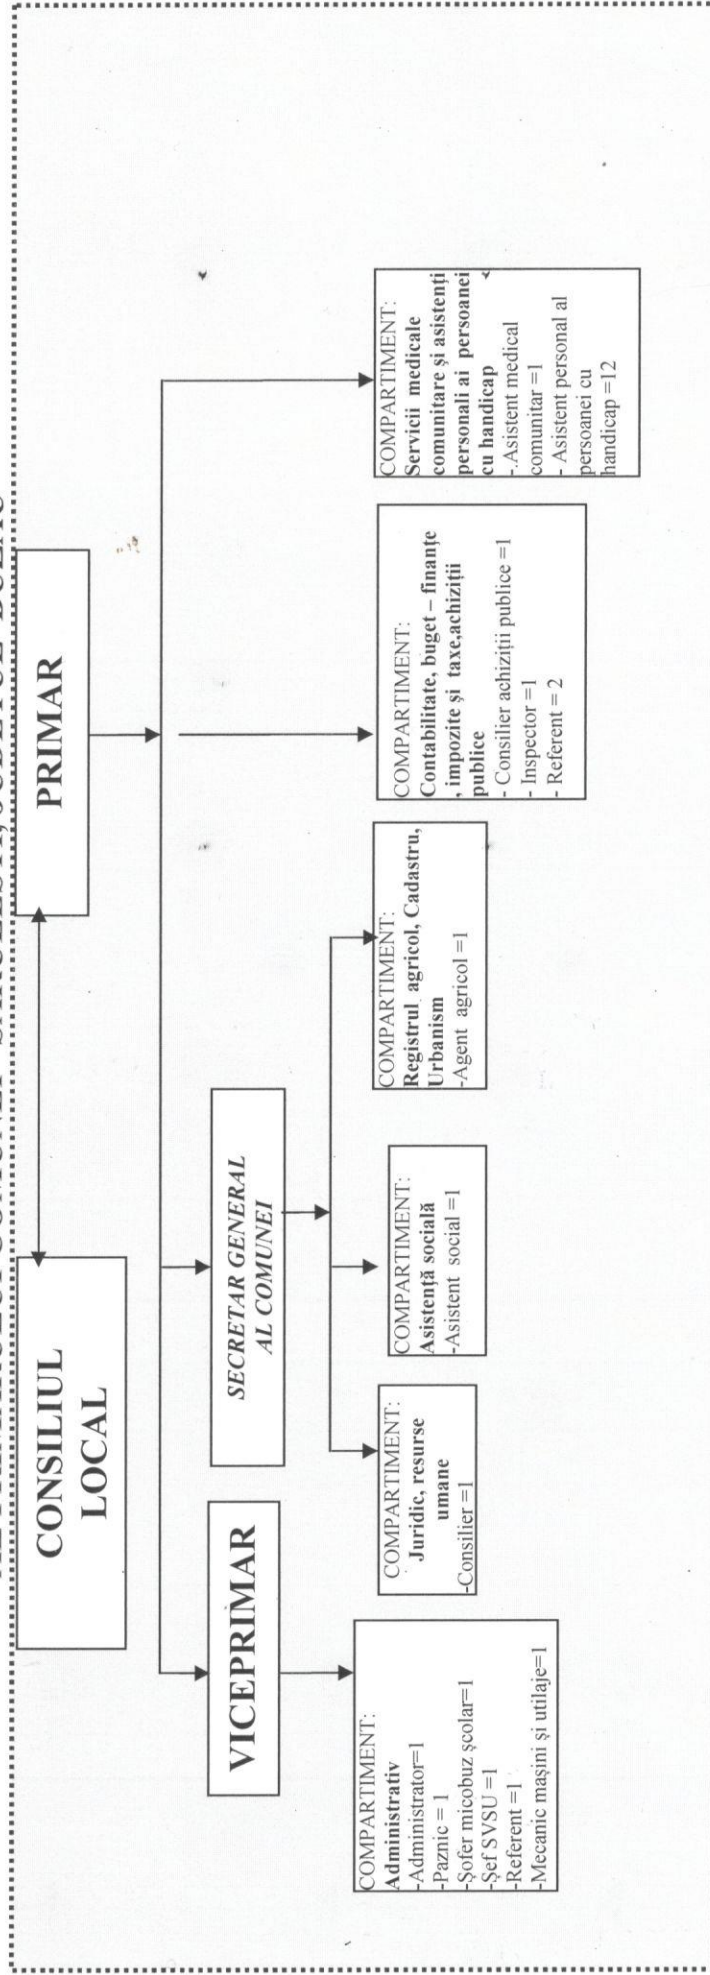 CONSILIUL
LOCAL
PRIMAR
VICEPRIMAR
SECRETAR GENERAL
AL COMUNEI
COMPARTIMENT:
Administrativ
-Administrator=1
-Paznic = 1
-Şofer micobuz şcolar=1
-Şef SVSU =1
-Referent =1
-Mecanic maşini şi utilaje=1
COMPARTIMENT:
Juridic, resurse
umane
-Consilier =1
COMPARTIMENT:
Asistenţă socială
-Asistent social =1
COMPARTIMENT:
Registrul agricol, Cadastru,
Urbanism
-Agent agricol =1
COMPARTIMENT:
Contabilitate, buget – finanţe
, impozite şi taxe,achiziţii
publice
- Consilier achiziţii publice =1
- Inspector =1
- Referent = 2
COMPARTIMENT:
Servicii medicale
comunitare şi asistenţi
personali ai persoanei
cu handicap
-.Asistent medical
comunitar =1
- Asistent personal al
persoanei cu
handicap =12